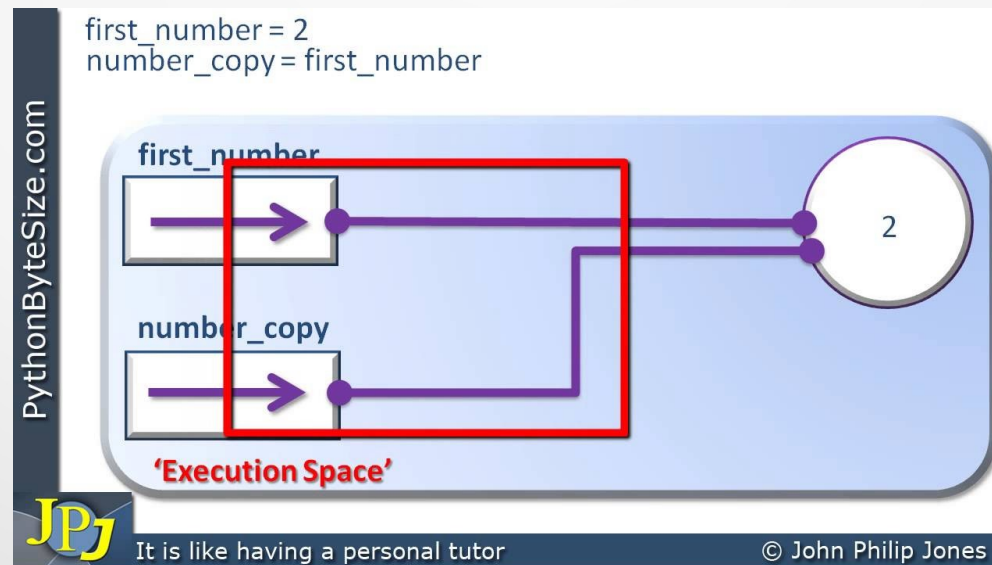 first_number = 2
number_copy = first_number
PythonByteSize.com
first_number
2
number_copy
‘Execution Space’
JPJ
It is like having a personal tutor
© John Philip Jones